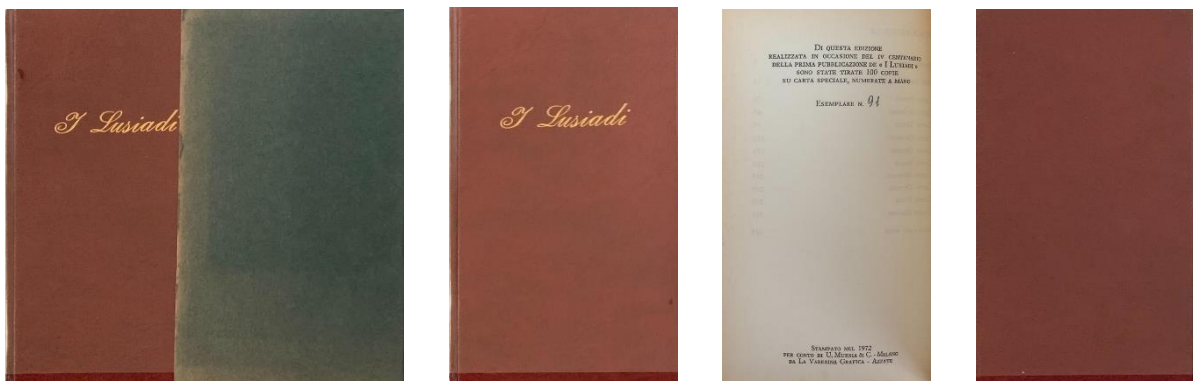 I Lusiadi
I Lusiadi
Di questa edizione
realizzata in occasione del IV centenario
della prima pubblicazione de « I Lusiadi »
sono state tirate 100 copie
su carta speciale, numerate a mano
Esemplare N. 91
Stampato nel 1972
per conto di U. Mursia & C. - Milano
da La Varesina Grafica - Azzate